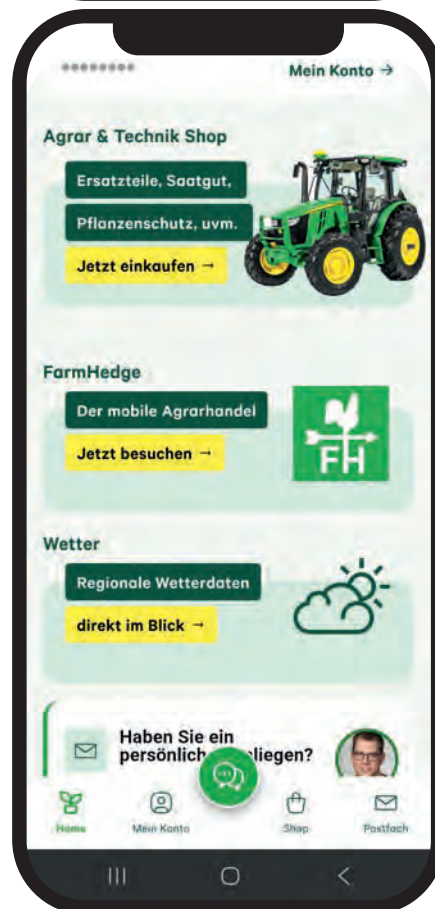 Mein Konto →
Agrar & Technik Shop
Ersatzteile, Saatgut,
Pflanzenschutz, uvm.
Jetzt einkaufen →
FarmHedge
Der mobile Agrarhandel
Jetzt besuchen →
FH
Wetter
Regionale Wetterdaten
direkt im Blick →
Haben Sie ein
persönlich liegen?
Home
Mein Konto
Shop
Postfach